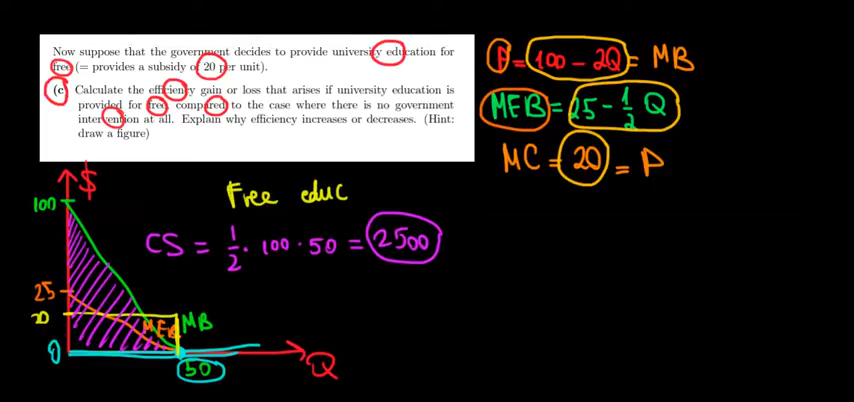 Now suppose that the government decides to provide university education for
free (= provides a subsidy of 20 per unit).
(c) Calculate the efficiency gain or loss that arises if university education is
provided for free, compared to the case where there is no government
intervention at all. Explain why efficiency increases or decreases. (Hint:
draw a figure)
P = 100 - 2Q = MB
MEB = 25 - 1/2 Q
MC = 20 = P
$
100
Free educ
CS = 1/2 · 100 · 50 = 2500
25
20
MEB
MB
0
50
Q